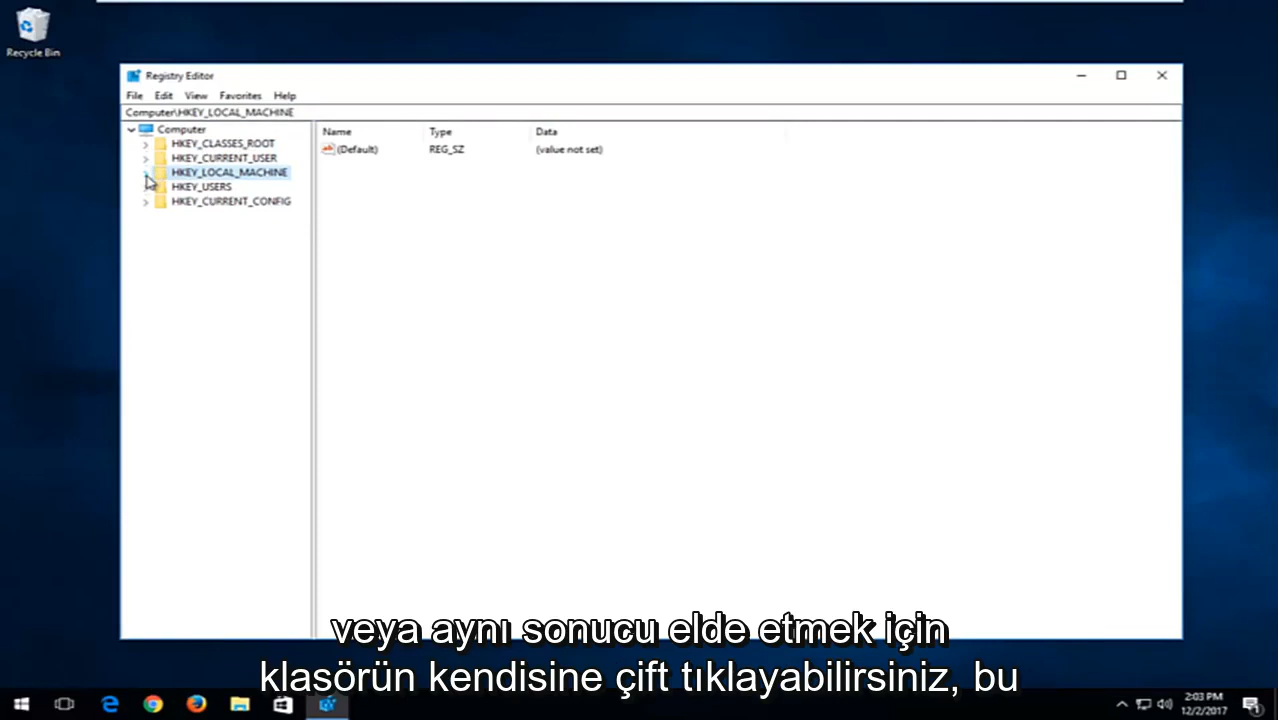 Recycle Bin
Registry Editor
File Edit View Favorites Help
Computer\HKEY_LOCAL_MACHINE
Computer
HKEY_CLASSES_ROOT
HKEY_CURRENT_USER
HKEY_LOCAL_MACHINE
HKEY_USERS
HKEY_CURRENT_CONFIG
Name Type Data
(Default) REG_SZ (value not set)
veya aynı sonucu elde etmek için
klasörün kendisine çift tıklayabilirsiniz, bu
2:03 PM
12/2/2017